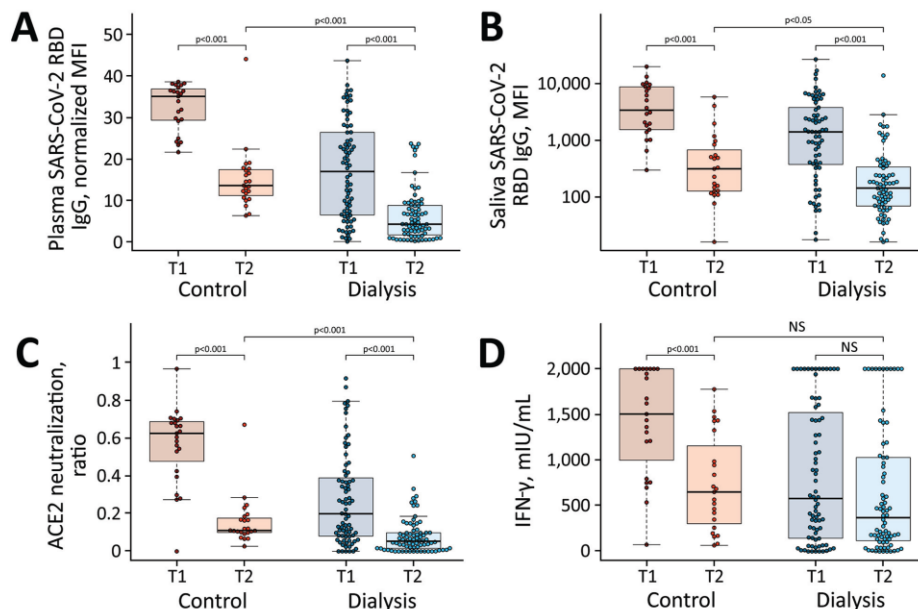 A
Plasma SARS-CoV-2 RBD
IgG, normalized MFI
50
40
30
20
10
0
p<0.001
p<0.001
p<0.001
T1
T2
T1
T2
Control
Dialysis
B
Saliva SARS-CoV-2
RBD IgG, MFI
10,000
1,000
100
p<0.05
p<0.001
p<0.001
T1
T2
T1
T2
Control
Dialysis
C
ACE2 neutralization,
ratio
1
0.8
0.6
0.4
0.2
0
p<0.001
p<0.001
p<0.001
T1
T2
T1
T2
Control
Dialysis
D
IFN-γ, mIU/mL
2,000
1,500
1,000
500
0
NS
p<0.001
NS
T1
T2
T1
T2
Control
Dialysis